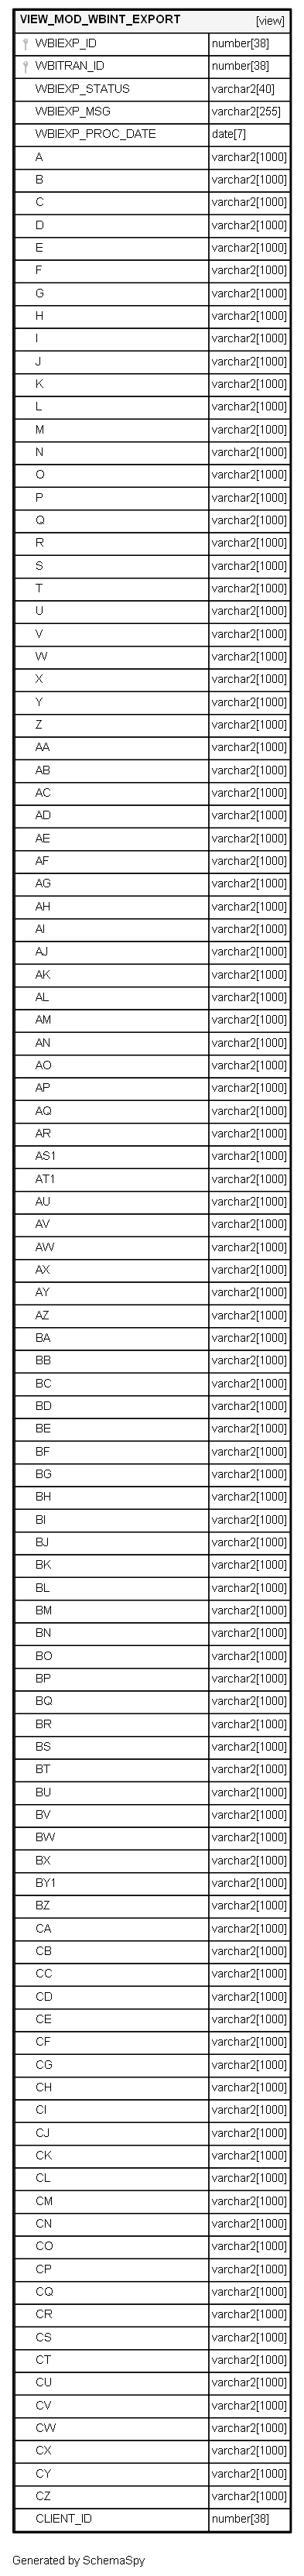 VIEW_MOD_WBINT_EXPORT [view]
WBIEXP_ID number[38]
WBITRAN_ID number[38]
WBIEXP_STATUS varchar2[40]
WBIEXP_MSG varchar2[255]
WBIEXP_PROC_DATE date[7]
A varchar2[1000]
B varchar2[1000]
C varchar2[1000]
D varchar2[1000]
E varchar2[1000]
F varchar2[1000]
G varchar2[1000]
H varchar2[1000]
I varchar2[1000]
J varchar2[1000]
K varchar2[1000]
L varchar2[1000]
M varchar2[1000]
N varchar2[1000]
O varchar2[1000]
P varchar2[1000]
Q varchar2[1000]
R varchar2[1000]
S varchar2[1000]
T varchar2[1000]
U varchar2[1000]
V varchar2[1000]
W varchar2[1000]
X varchar2[1000]
Y varchar2[1000]
Z varchar2[1000]
AA varchar2[1000]
AB varchar2[1000]
AC varchar2[1000]
AD varchar2[1000]
AE varchar2[1000]
AF varchar2[1000]
AG varchar2[1000]
AH varchar2[1000]
AI varchar2[1000]
AJ varchar2[1000]
AK varchar2[1000]
AL varchar2[1000]
AM varchar2[1000]
AN varchar2[1000]
AO varchar2[1000]
AP varchar2[1000]
AQ varchar2[1000]
AR varchar2[1000]
AS1 varchar2[1000]
AT1 varchar2[1000]
AU varchar2[1000]
AV varchar2[1000]
AW varchar2[1000]
AX varchar2[1000]
AY varchar2[1000]
AZ varchar2[1000]
BA varchar2[1000]
BB varchar2[1000]
BC varchar2[1000]
BD varchar2[1000]
BE varchar2[1000]
BF varchar2[1000]
BG varchar2[1000]
BH varchar2[1000]
BI varchar2[1000]
BJ varchar2[1000]
BK varchar2[1000]
BL varchar2[1000]
BM varchar2[1000]
BN varchar2[1000]
BO varchar2[1000]
BP varchar2[1000]
BQ varchar2[1000]
BR varchar2[1000]
BS varchar2[1000]
BT varchar2[1000]
BU varchar2[1000]
BV varchar2[1000]
BW varchar2[1000]
BX varchar2[1000]
BY1 varchar2[1000]
BZ varchar2[1000]
CA varchar2[1000]
CB varchar2[1000]
CC varchar2[1000]
CD varchar2[1000]
CE varchar2[1000]
CF varchar2[1000]
CG varchar2[1000]
CH varchar2[1000]
CI varchar2[1000]
CJ varchar2[1000]
CK varchar2[1000]
CL varchar2[1000]
CM varchar2[1000]
CN varchar2[1000]
CO varchar2[1000]
CP varchar2[1000]
CQ varchar2[1000]
CR varchar2[1000]
CS varchar2[1000]
CT varchar2[1000]
CU varchar2[1000]
CV varchar2[1000]
CW varchar2[1000]
CX varchar2[1000]
CY varchar2[1000]
CZ varchar2[1000]
CLIENT_ID number[38]
Generated by SchemaSpy